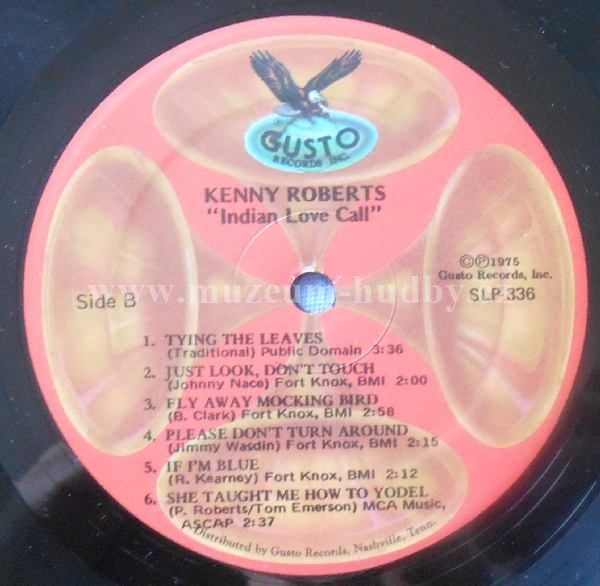 GUSTO
RECORDS INC.
KENNY ROBERTS
"Indian Love Call"
©Ⓟ1975
Gusto Records, Inc.
SLP 336
Side B
www.muzeum-hudby.cz
1. TYING THE LEAVES
(Traditional) Public Domain 3:36
2. JUST LOOK, DON'T TOUCH
(Johnny Nace) Fort Knox, BMI 2:00
3. FLY AWAY MOCKING BIRD
(B. Clark) Fort Knox, BMI 2:58
4. PLEASE DON'T TURN AROUND
(Jimmy Wasdin) Fort Knox, BMI 2:15
5. IF I'M BLUE
(R. Kearney) Fort Knox, BMI 2:12
6. SHE TAUGHT ME HOW TO YODEL
(P. Roberts/Tom Emerson) MCA Music,
ASCAP 2:37
Distributed by Gusto Records, Nashville, Tenn.